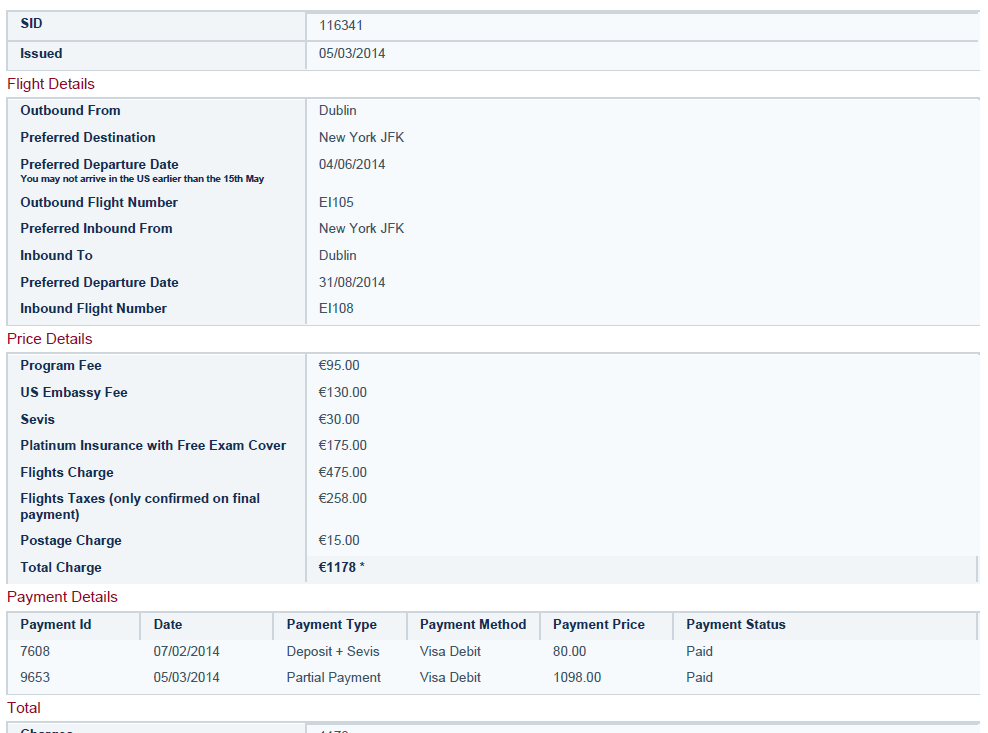 SID 116341
Issued 05/03/2014
Flight Details
Outbound From Dublin
Preferred Destination New York JFK
Preferred Departure Date 04/06/2014
You may not arrive in the US earlier than the 15th May
Outbound Flight Number EI105
Preferred Inbound From New York JFK
Inbound To Dublin
Preferred Departure Date 31/08/2014
Inbound Flight Number EI108
Price Details
Program Fee €95.00
US Embassy Fee €130.00
Sevis €30.00
Platinum Insurance with Free Exam Cover €175.00
Flights Charge €475.00
Flights Taxes (only confirmed on final €258.00
payment)
Postage Charge €15.00
Total Charge €1178 *
Payment Details
Payment Id Date Payment Type Payment Method Payment Price Payment Status
7608 07/02/2014 Deposit + Sevis Visa Debit 80.00 Paid
9653 05/03/2014 Partial Payment Visa Debit 1098.00 Paid
Total